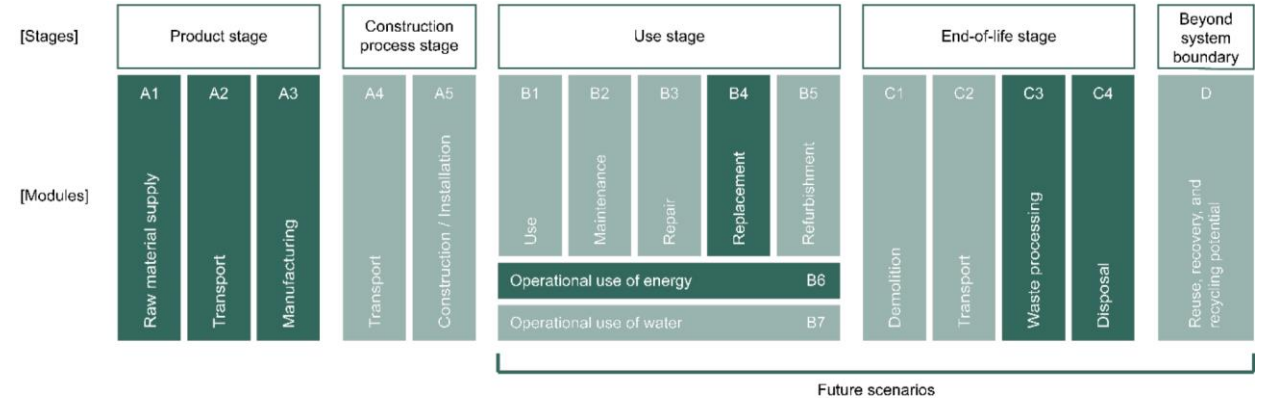 [Stages]
Product stage
Construction
process stage
Use stage
End-of-life stage
Beyond
system
boundary
[Modules]
A1
Raw material supply
A2
Transport
A3
Manufacturing
A4
Transport
A5
Construction / Installation
B1
Use
B2
Maintenance
B3
Repair
B4
Replacement
B5
Refurbishment
Operational use of energy B6
Operational use of water B7
C1
Demolition
C2
Transport
C3
Waste processing
C4
Disposal
D
Reuse, recovery, and
recycling potential
Future scenarios